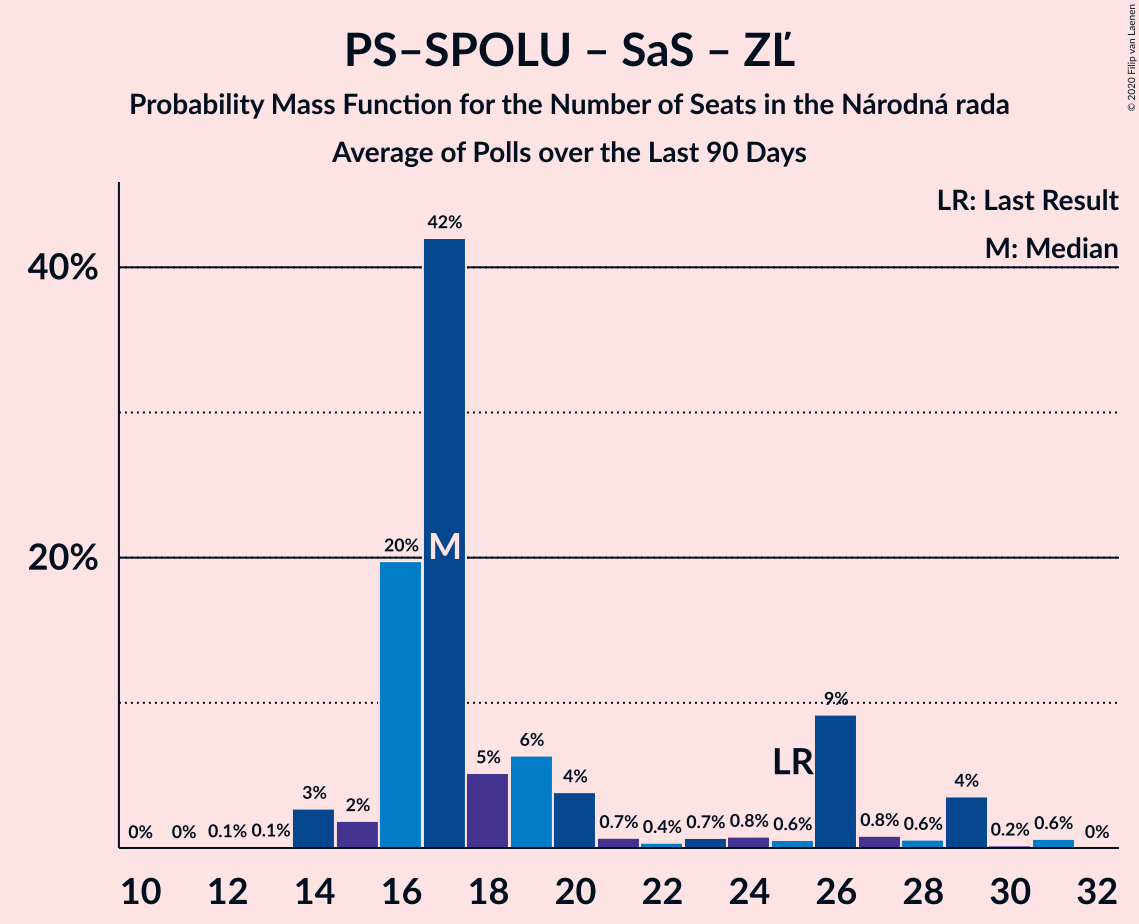 PS–SPOLU – SaS – ZĽ
Probability Mass Function for the Number of Seats in the Národná rada
Average of Polls over the Last 90 Days
© 2020 Filip van Laenen
LR: Last Result
M: Median
40%
20%
0%
0%
0.1%
0.1%
3%
2%
20%
42%
M
5%
6%
4%
0.7%
0.4%
0.7%
0.8%
0.6%
LR
9%
0.8%
0.6%
4%
0.2%
0.6%
0%
10 12 14 16 18 20 22 24 26 28 30 32